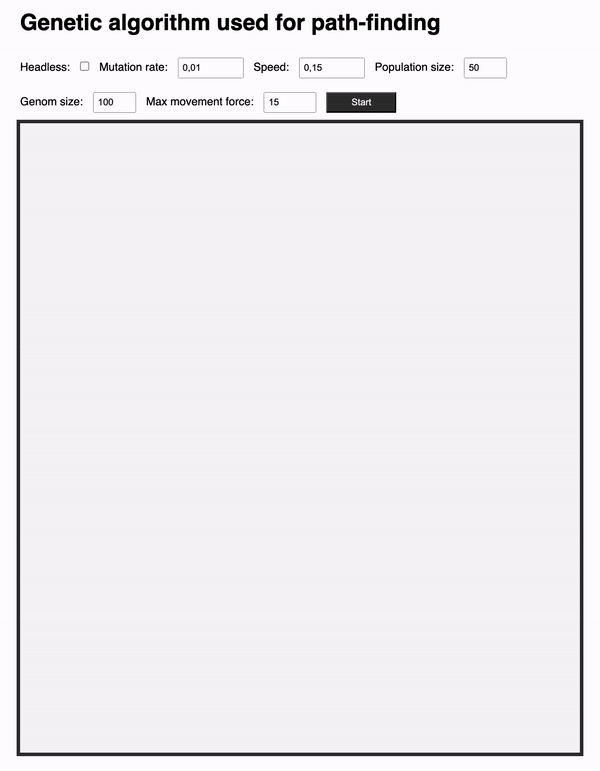 Genetic algorithm used for path-finding
Headless: Mutation rate: 0,01 Speed: 0,15 Population size: 50
Genom size: 100 Max movement force: 15 Start